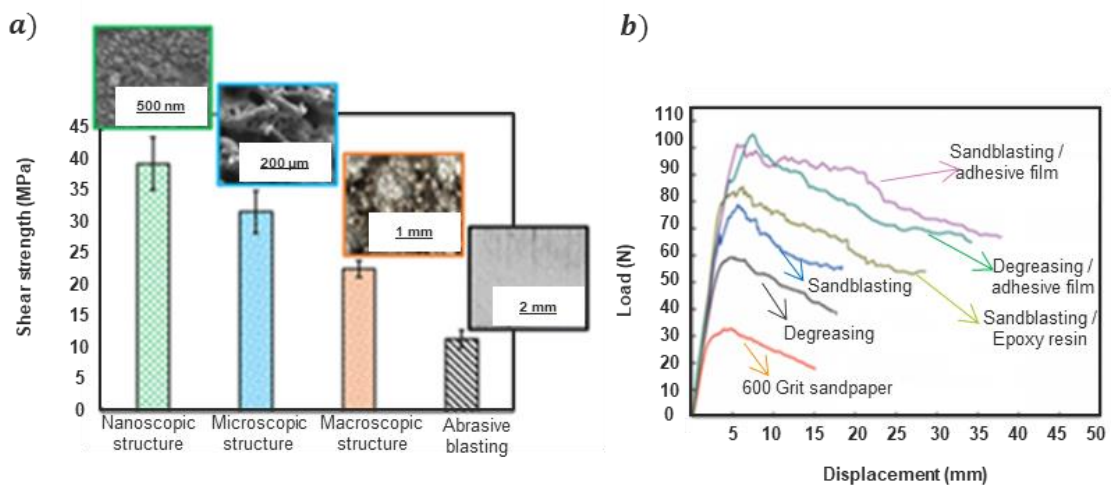 a)
500 nm
200 µm
1 mm
2 mm
Shear strength (MPa)
45
40
35
30
25
20
15
10
5
0
Nanoscopic
structure
Microscopic
structure
Macroscopic
structure
Abrasive
blasting
b)
Load (N)
110
100
90
80
70
60
50
40
30
20
10
0
Sandblasting /
adhesive film
Degreasing /
adhesive film
Sandblasting
Sandblasting /
Epoxy resin
Degreasing
600 Grit sandpaper
5
10
15
20
25
30
35
40
45
50
Displacement (mm)